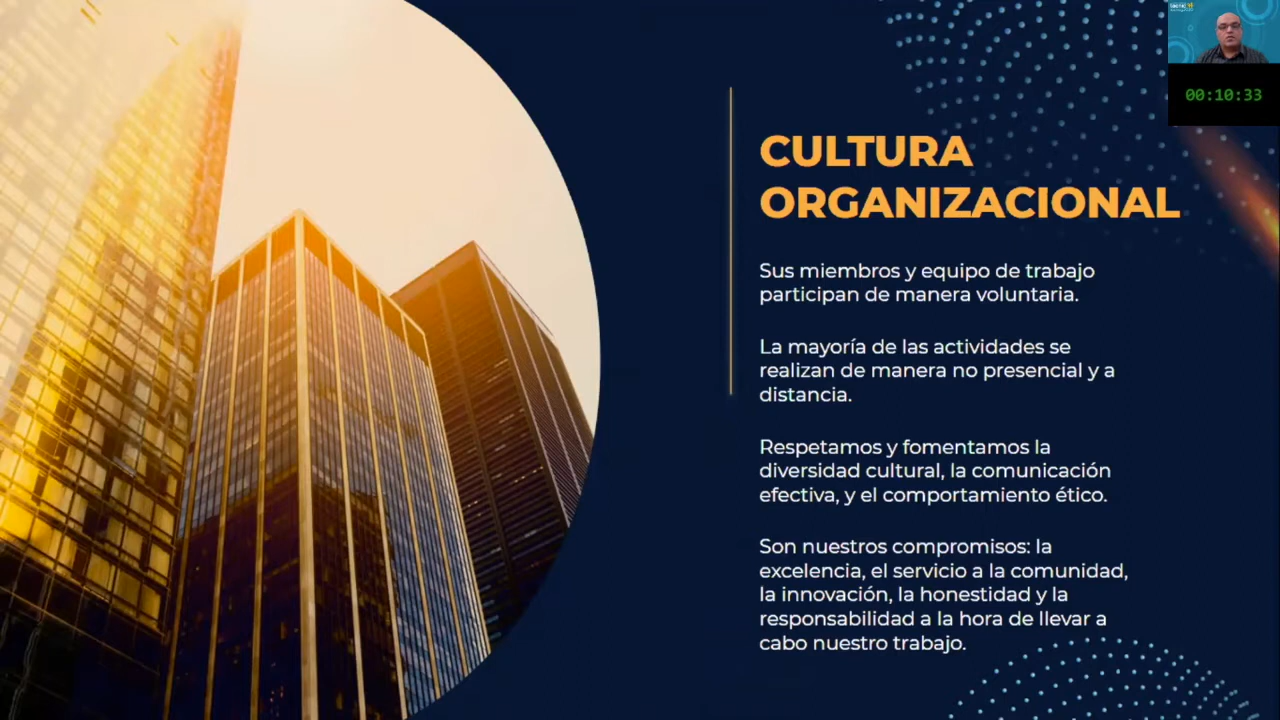 00:10:33
CULTURA
ORGANIZACIONAL
Sus miembros y equipo de trabajo
participan de manera voluntaria.
La mayoría de las actividades se
realizan de manera no presencial y a
distancia.
Respetamos y fomentamos la
diversidad cultural, la comunicación
efectiva, y el comportamiento ético.
Son nuestros compromisos: la
excelencia, el servicio a la comunidad,
la innovación, la honestidad y la
responsabilidad a la hora de llevar a
cabo nuestro trabajo.